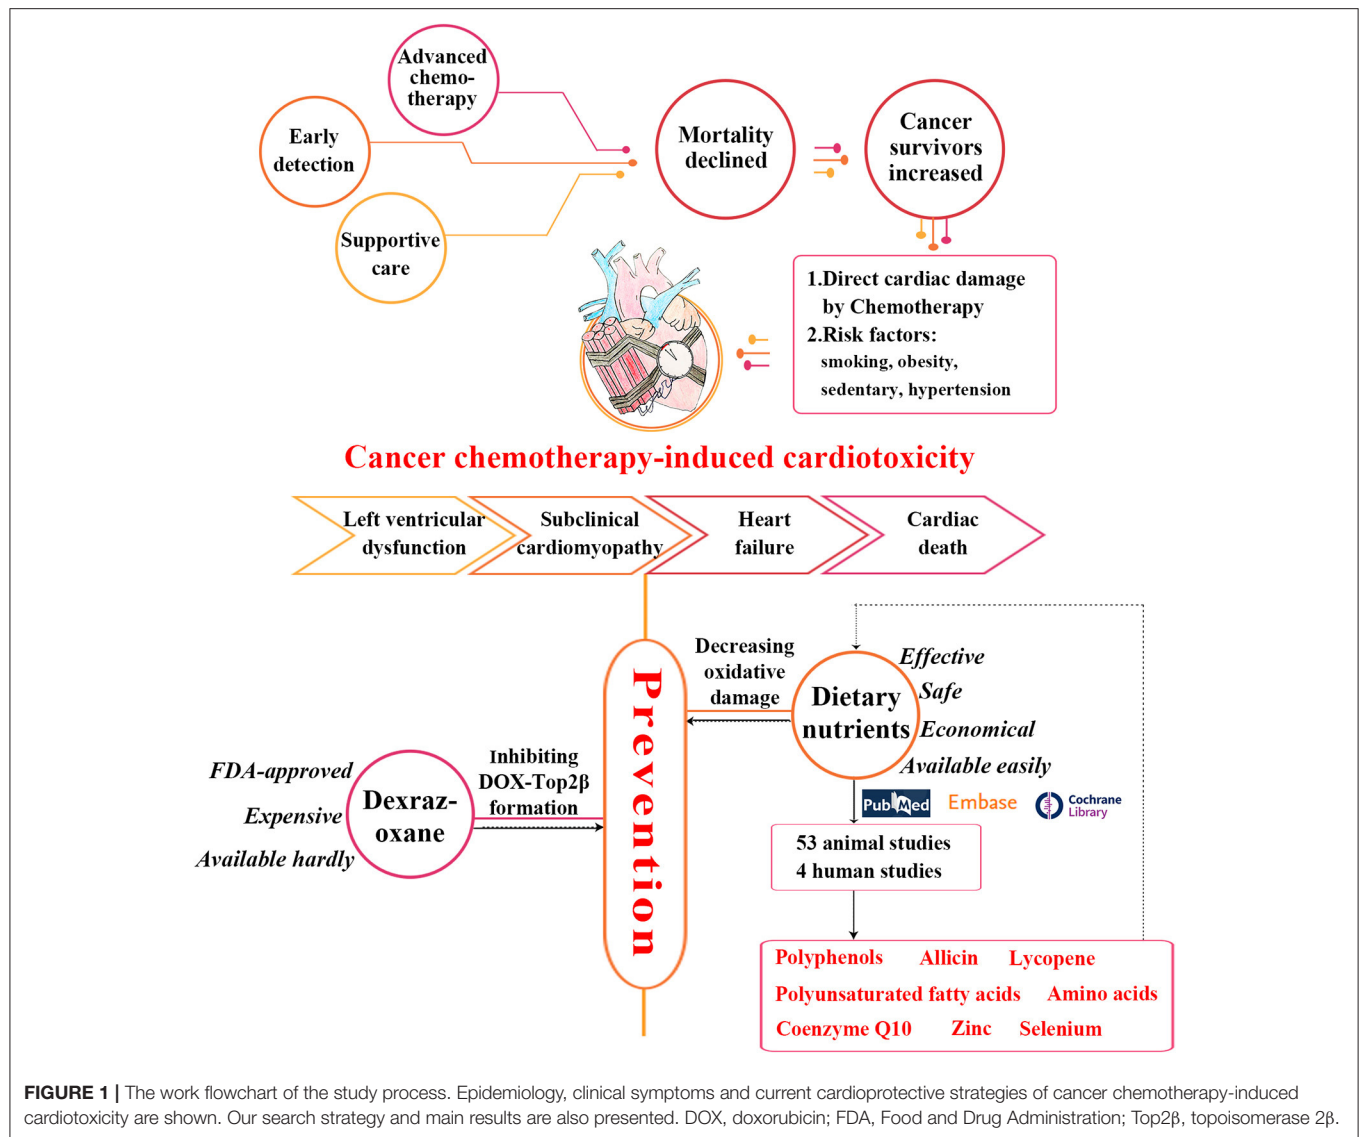 Advanced
chemo-
therapy
Early
detection
Supportive
care
Mortality
declined
Cancer
survivors
increased
1.Direct cardiac damage
by Chemotherapy
2.Risk factors:
smoking, obesity,
sedentary, hypertension
Cancer chemotherapy-induced cardiotoxicity
Left ventricular
dysfunction
Subclinical
cardiomyopathy
Heart
failure
Cardiac
death
Prevention
Decreasing
oxidative
damage
Dietary
nutrients
Effective
Safe
Economical
Available easily
FDA-approved
Expensive
Available hardly
Dexraz-
oxane
Inhibiting
DOX-Top2β
formation
PubMed
Embase
Cochrane
Library
53 animal studies
4 human studies
Polyphenols Allicin Lycopene
Polyunsaturated fatty acids Amino acids
Coenzyme Q10 Zinc Selenium
FIGURE 1 | The work flowchart of the study process. Epidemiology, clinical symptoms and current cardioprotective strategies of cancer chemotherapy-induced
cardiotoxicity are shown. Our search strategy and main results are also presented. DOX, doxorubicin; FDA, Food and Drug Administration; Top2β, topoisomerase 2β.